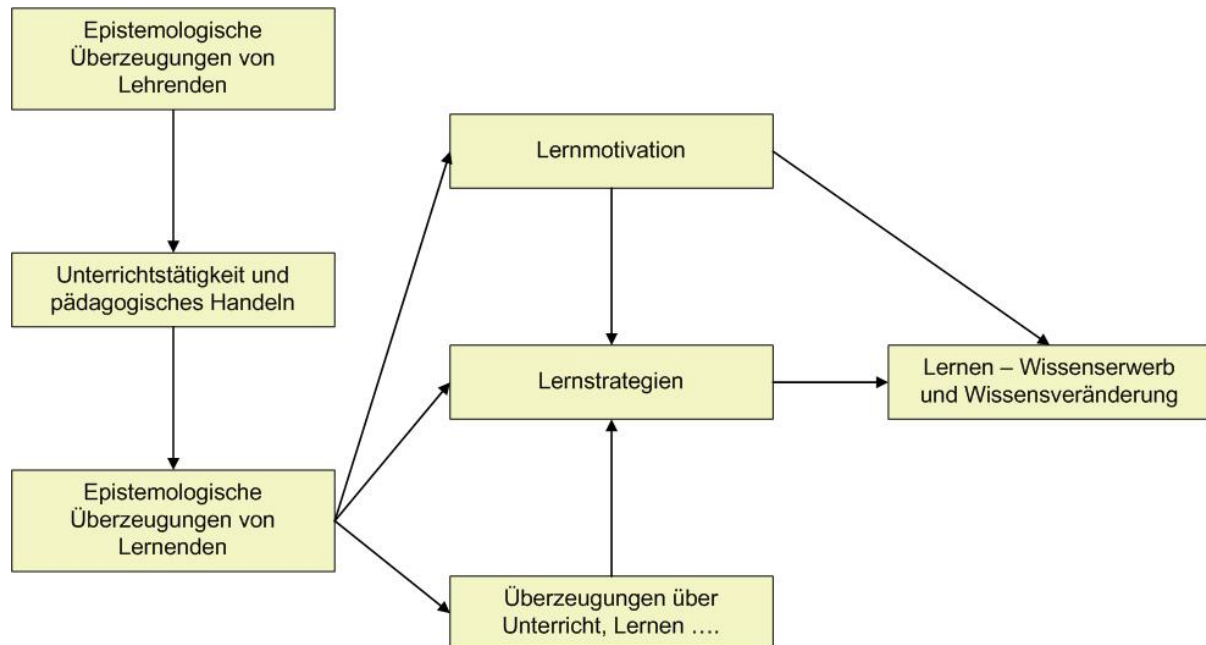 Epistemologische
Überzeugungen von
Lehrenden
Lernmotivation
Unterrichtstätigkeit und
pädagogisches Handeln
Lernstrategien
Lernen – Wissenserwerb
und Wissensveränderung
Epistemologische
Überzeugungen von
Lernenden
Überzeugungen über
Unterricht, Lernen ….